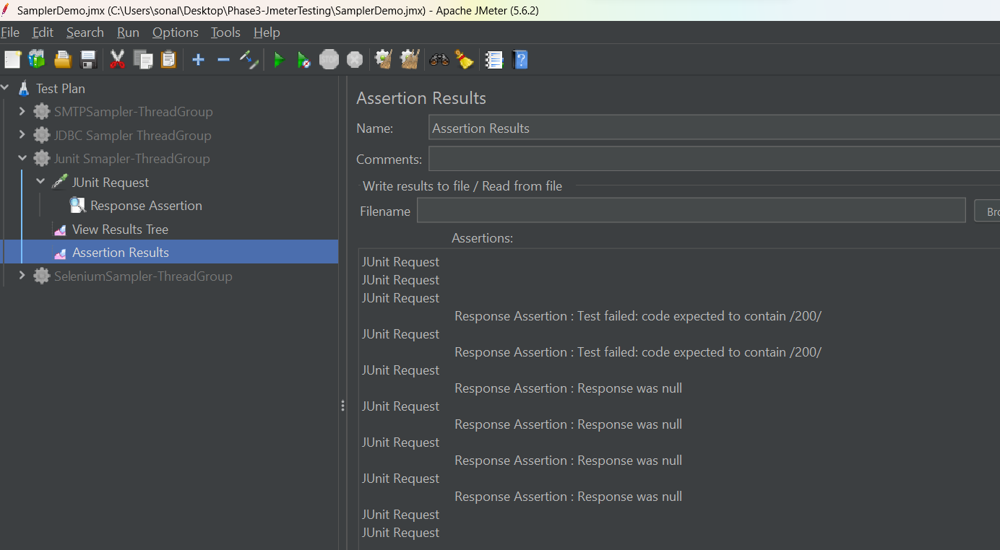 SamplerDemo.jmx (C:\Users\sonal\Desktop\Phase3-JmeterTesting\SamplerDemo.jmx) - Apache JMeter (5.6.2)
File Edit Search Run Options Tools Help
STOP
?
Test Plan
SMTPSampler-ThreadGroup
JDBC Sampler ThreadGroup
Junit Smapler-ThreadGroup
JUnit Request
Response Assertion
View Results Tree
Assertion Results
SeleniumSampler-ThreadGroup
Assertion Results
Name: Assertion Results
Comments:
Write results to file / Read from file
Filename Bro
Assertions:
JUnit Request
JUnit Request
JUnit Request
Response Assertion : Test failed: code expected to contain /200/
JUnit Request
Response Assertion : Test failed: code expected to contain /200/
JUnit Request
Response Assertion : Response was null
JUnit Request
Response Assertion : Response was null
JUnit Request
Response Assertion : Response was null
JUnit Request
Response Assertion : Response was null
JUnit Request
JUnit Request